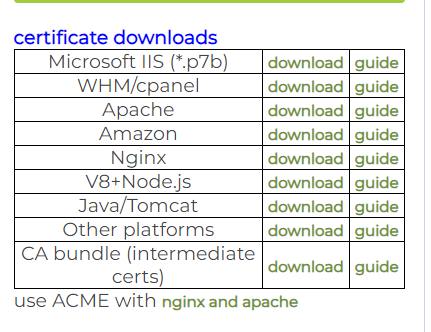 certificate downloads
Microsoft IIS (*.p7b) download guide
WHM/cpanel download guide
Apache download guide
Amazon download guide
Nginx download guide
V8+Node.js download guide
Java/Tomcat download guide
Other platforms download guide
CA bundle (intermediate
certs) download guide
use ACME with nginx and apache